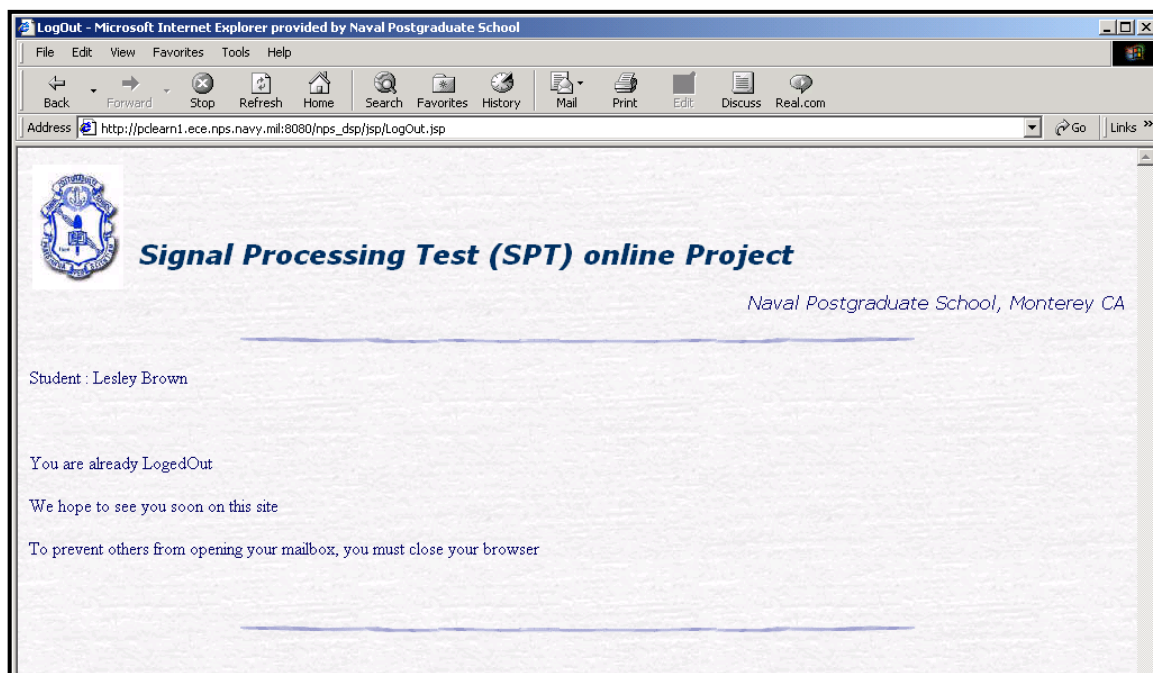 LogOut - Microsoft Internet Explorer provided by Naval Postgraduate School
File Edit View Favorites Tools Help
Back Forward Stop Refresh Home Search Favorites History Mail Print Edit Discuss Real.com
Address http://pclearn1.ece.nps.navy.mil:8080/nps_dsp/jsp/LogOut.jsp Go Links »
Signal Processing Test (SPT) online Project
Naval Postgraduate School, Monterey CA
Student : Lesley Brown
You are already LogedOut
We hope to see you soon on this site
To prevent others from opening your mailbox, you must close your browser